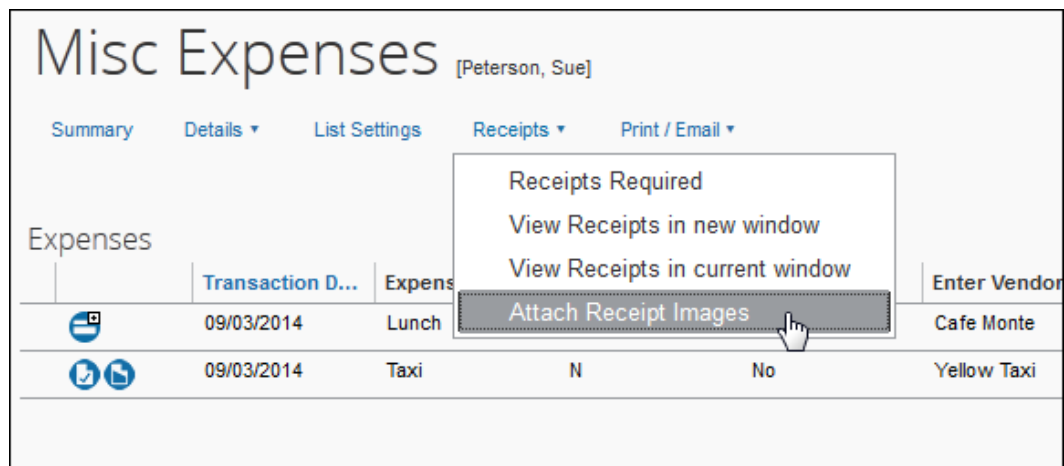 Misc Expenses [Peterson, Sue]
Summary Details List Settings Receipts Print / Email
Receipts Required
View Receipts in new window
View Receipts in current window
Attach Receipt Images
Expenses
Transaction D... Expens Enter Vendor
09/03/2014 Lunch Cafe Monte
09/03/2014 Taxi N No Yellow Taxi